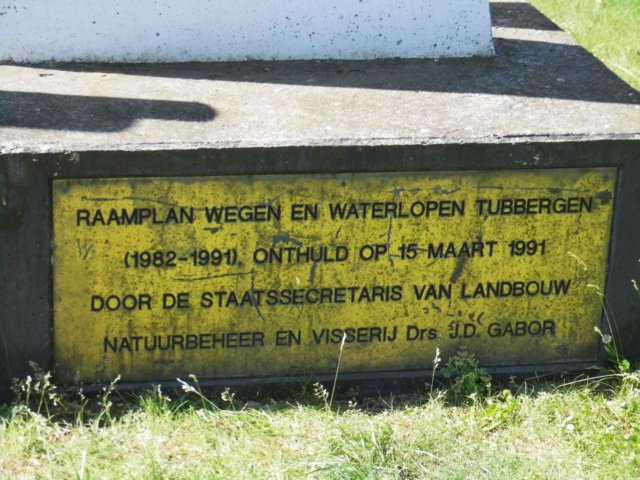 RAAMPLAN WEGEN EN WATERLOPEN TUBBERGEN
(1982-1991), ONTHULD OP 15 MAART 1991
DOOR DE STAATSSECRETARIS VAN LANDBOUW
NATUURBEHEER EN VISSERIJ Drs. J.D. GABOR